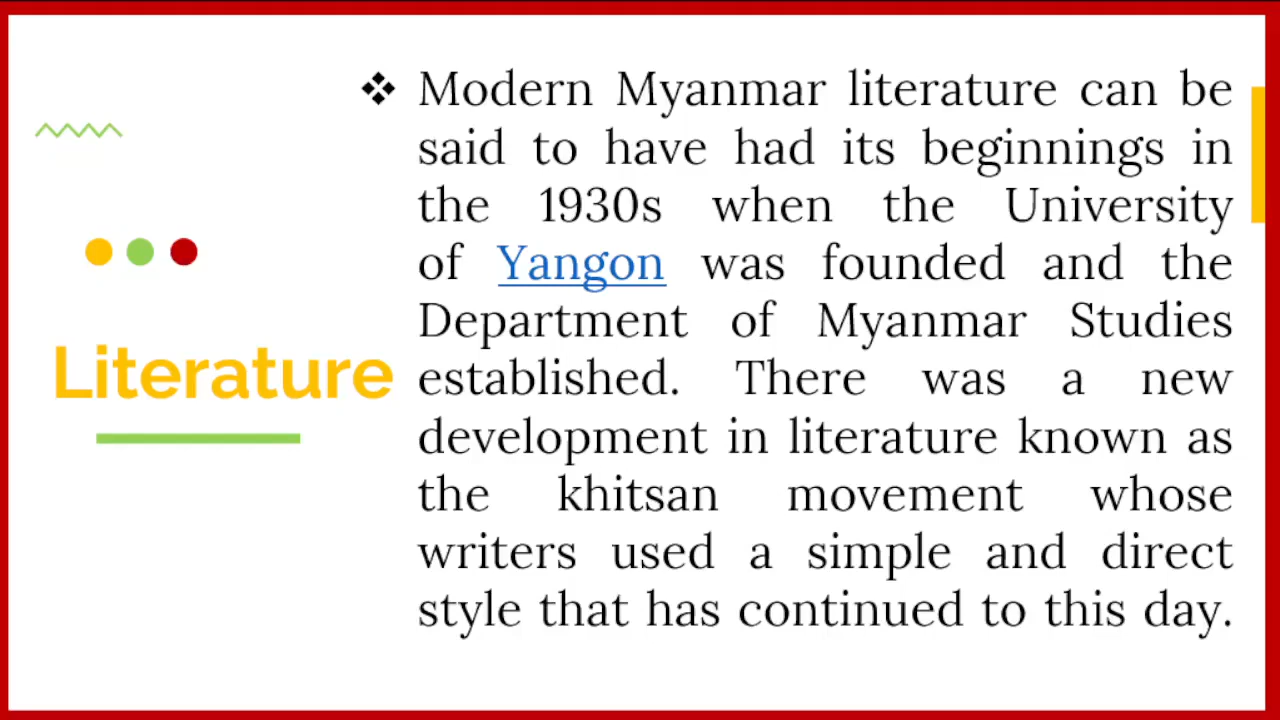 Literature
❖ Modern Myanmar literature can be
said to have had its beginnings in
the 1930s when the University
of Yangon was founded and the
Department of Myanmar Studies
established. There was a new
development in literature known as
the khitsan movement whose
writers used a simple and direct
style that has continued to this day.